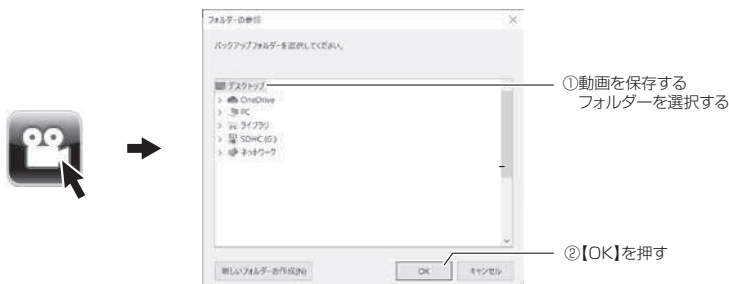 フォルダーの参照
バックアップフォルダーを選択してください。
デスクトップ
OneDrive
PC
ライブラリ
SDHC (G:)
ネットワーク
新しいフォルダーの作成(N)
OK
キャンセル
①動画を保存する
フォルダーを選択する
②【OK】を押す